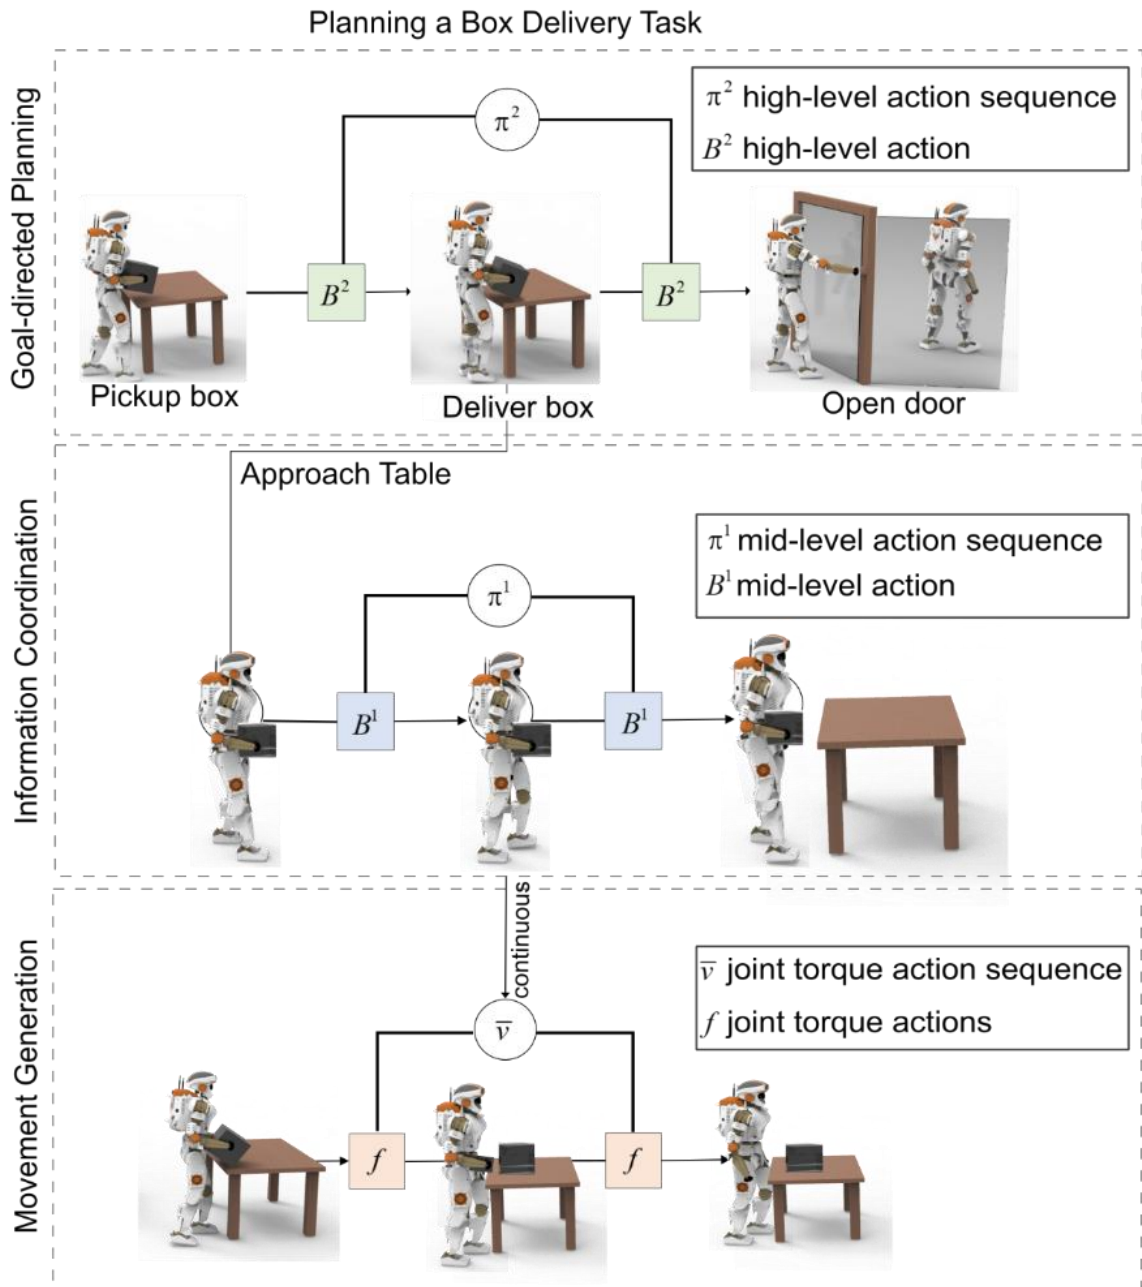 Planning a Box Delivery Task
Goal-directed Planning
π² high-level action sequence
B² high-level action
π²
B²
B²
Pickup box
Deliver box
Open door
Information Coordination
Approach Table
π¹ mid-level action sequence
B¹ mid-level action
π¹
B¹
B¹
Movement Generation
continuous
v̅ joint torque action sequence
f joint torque actions
v̅
f
f